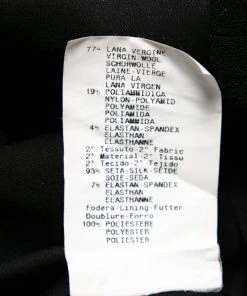 77% LANA VERGINE
VIRGIN-WOOL
SCHURWOLLE
LAINE-VIERGE
PURA LA
LANA VIRGEN
19% POLIAMMIDICA
NYLON-POLYAMID
POLYAMIDE
POLIAMMIDA
POLIAMIDA
4% ELASTAN-SPANDEX
ELASTHAN
ELASTHANNE
2° Tessuto-2° Fabric
2° Material-2° Tissu
2° Tecido-2° Tejido
93% SETA-SILK-SEIDE
SOIE-SEDA
7% ELASTAN-SPANDEX
ELASTHAN
ELASTHANNE
Fodera-Lining-Futter
Doublure-Forro
100% POLIESTERE
POLYESTER
POLIESTER